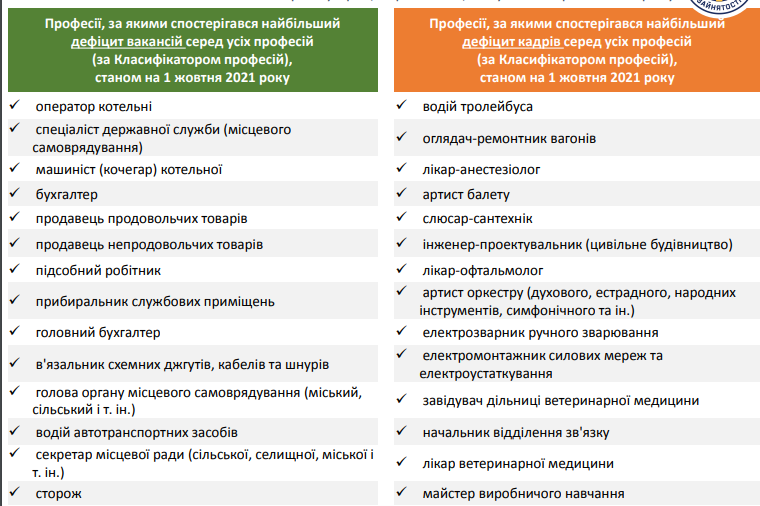 ЗАЙНЯТОСТ
Професії, за якими спостерігався найбільший
дефіцит вакансій серед усіх професій
(за Класифікатором професій),
станом на 1 жовтня 2021 року
✓ оператор котельні
✓ спеціаліст державної служби (місцевого
самоврядування)
✓ машиніст (кочегар) котельної
✓ бухгалтер
✓ продавець продовольчих товарів
✓ продавець непродовольчих товарів
✓ підсобний робітник
✓ прибиральник службових приміщень
✓ головний бухгалтер
✓ в'язальник схемних джгутів, кабелів та шнурів
✓ голова органу місцевого самоврядування (міський,
сільський і т. ін.)
✓ водій автотранспортних засобів
✓ секретар місцевої ради (сільської, селищної, міської і
т. ін.)
✓ сторож
Професії, за якими спостерігався найбільший
дефіцит кадрів серед усіх професій
(за Класифікатором професій),
станом на 1 жовтня 2021 року
✓ водій тролейбуса
✓ оглядач-ремонтник вагонів
✓ лікар-анестезіолог
✓ артист балету
✓ слюсар-сантехнік
✓ інженер-проектувальник (цивільне будівництво)
✓ лікар-офтальмолог
✓ артист оркестру (духового, естрадного, народних
інструментів, симфонічного та ін.)
✓ електрозварник ручного зварювання
✓ електромонтажник силових мереж та
електроустаткування
✓ завідувач дільниці ветеринарної медицини
✓ начальник відділення зв'язку
✓ лікар ветеринарної медицини
✓ майстер виробничого навчання